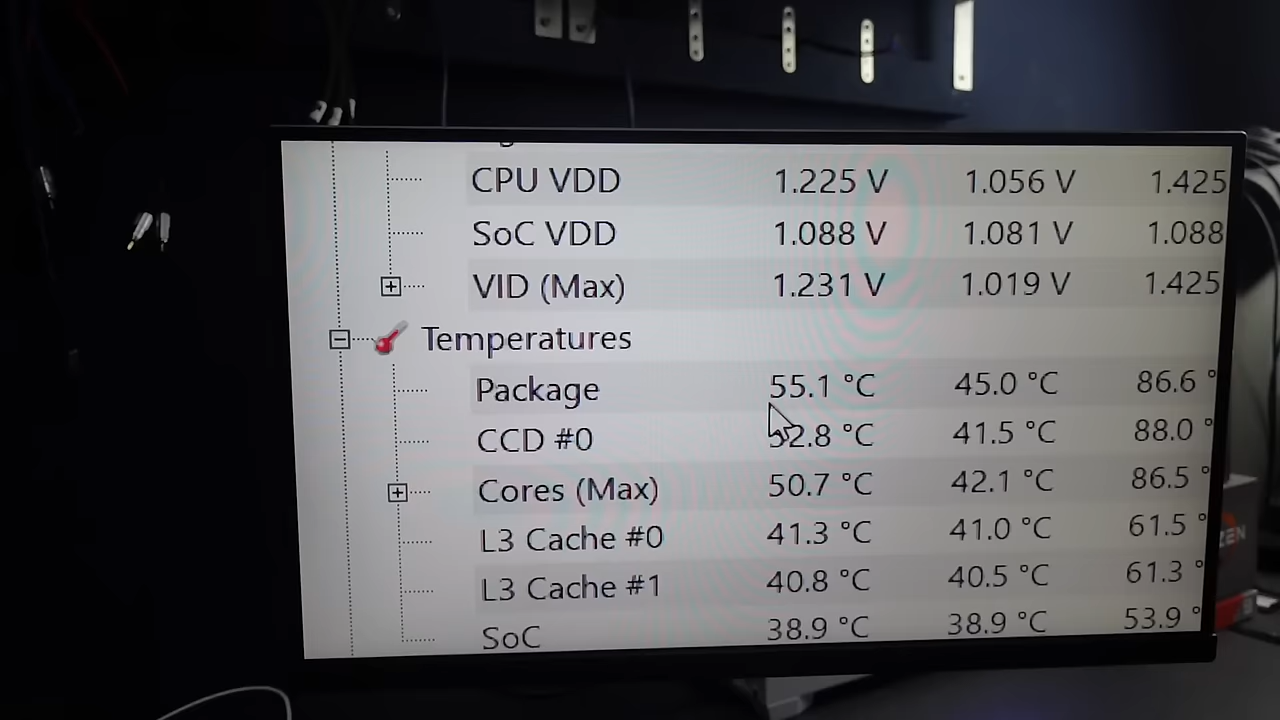 CPU VDD 1.225 V 1.056 V 1.425
SoC VDD 1.088 V 1.081 V 1.088
VID (Max) 1.231 V 1.019 V 1.425
Temperatures
Package 55.1 °C 45.0 °C 86.6 °
CCD #0 52.8 °C 41.5 °C 88.0 °
Cores (Max) 50.7 °C 42.1 °C 86.5 °
L3 Cache #0 41.3 °C 41.0 °C 61.5 °
L3 Cache #1 40.8 °C 40.5 °C 61.3 °
SoC 38.9 °C 38.9 °C 53.9 °
ZEN